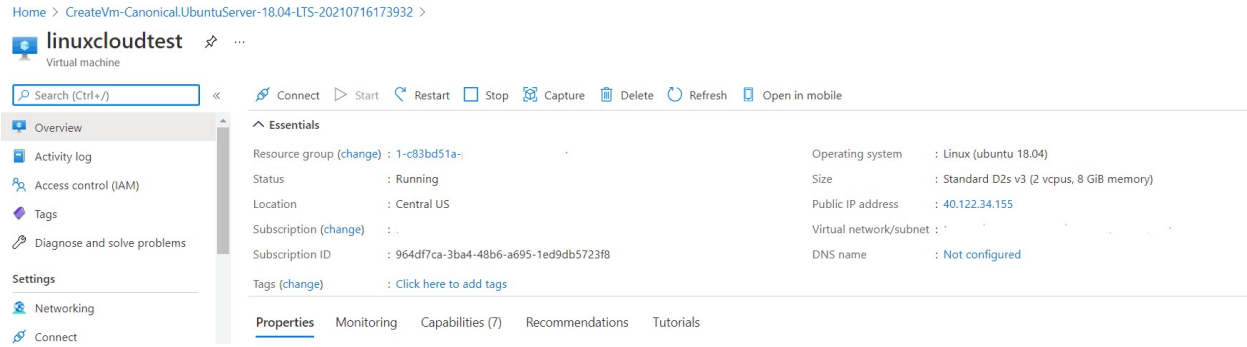 Home > CreateVm-Canonical.UbuntuServer-18.04-LTS-20210716173932 >
linuxcloudtest
Virtual machine
Search (Ctrl+/)
Connect Start Restart Stop Capture Delete Refresh Open in mobile
Overview
Activity log
Access control (IAM)
Tags
Diagnose and solve problems
Settings
Networking
Connect
Essentials
Resource group (change) : 1-c83bd51a-
Status : Running
Location : Central US
Subscription (change) :
Subscription ID : 964df7ca-3ba4-48b6-a695-1ed9db5723f8
Tags (change) : Click here to add tags
Operating system : Linux (ubuntu 18.04)
Size : Standard D2s v3 (2 vcpus, 8 GiB memory)
Public IP address : 40.122.34.155
Virtual network/subnet :
DNS name : Not configured
Properties Monitoring Capabilities (7) Recommendations Tutorials